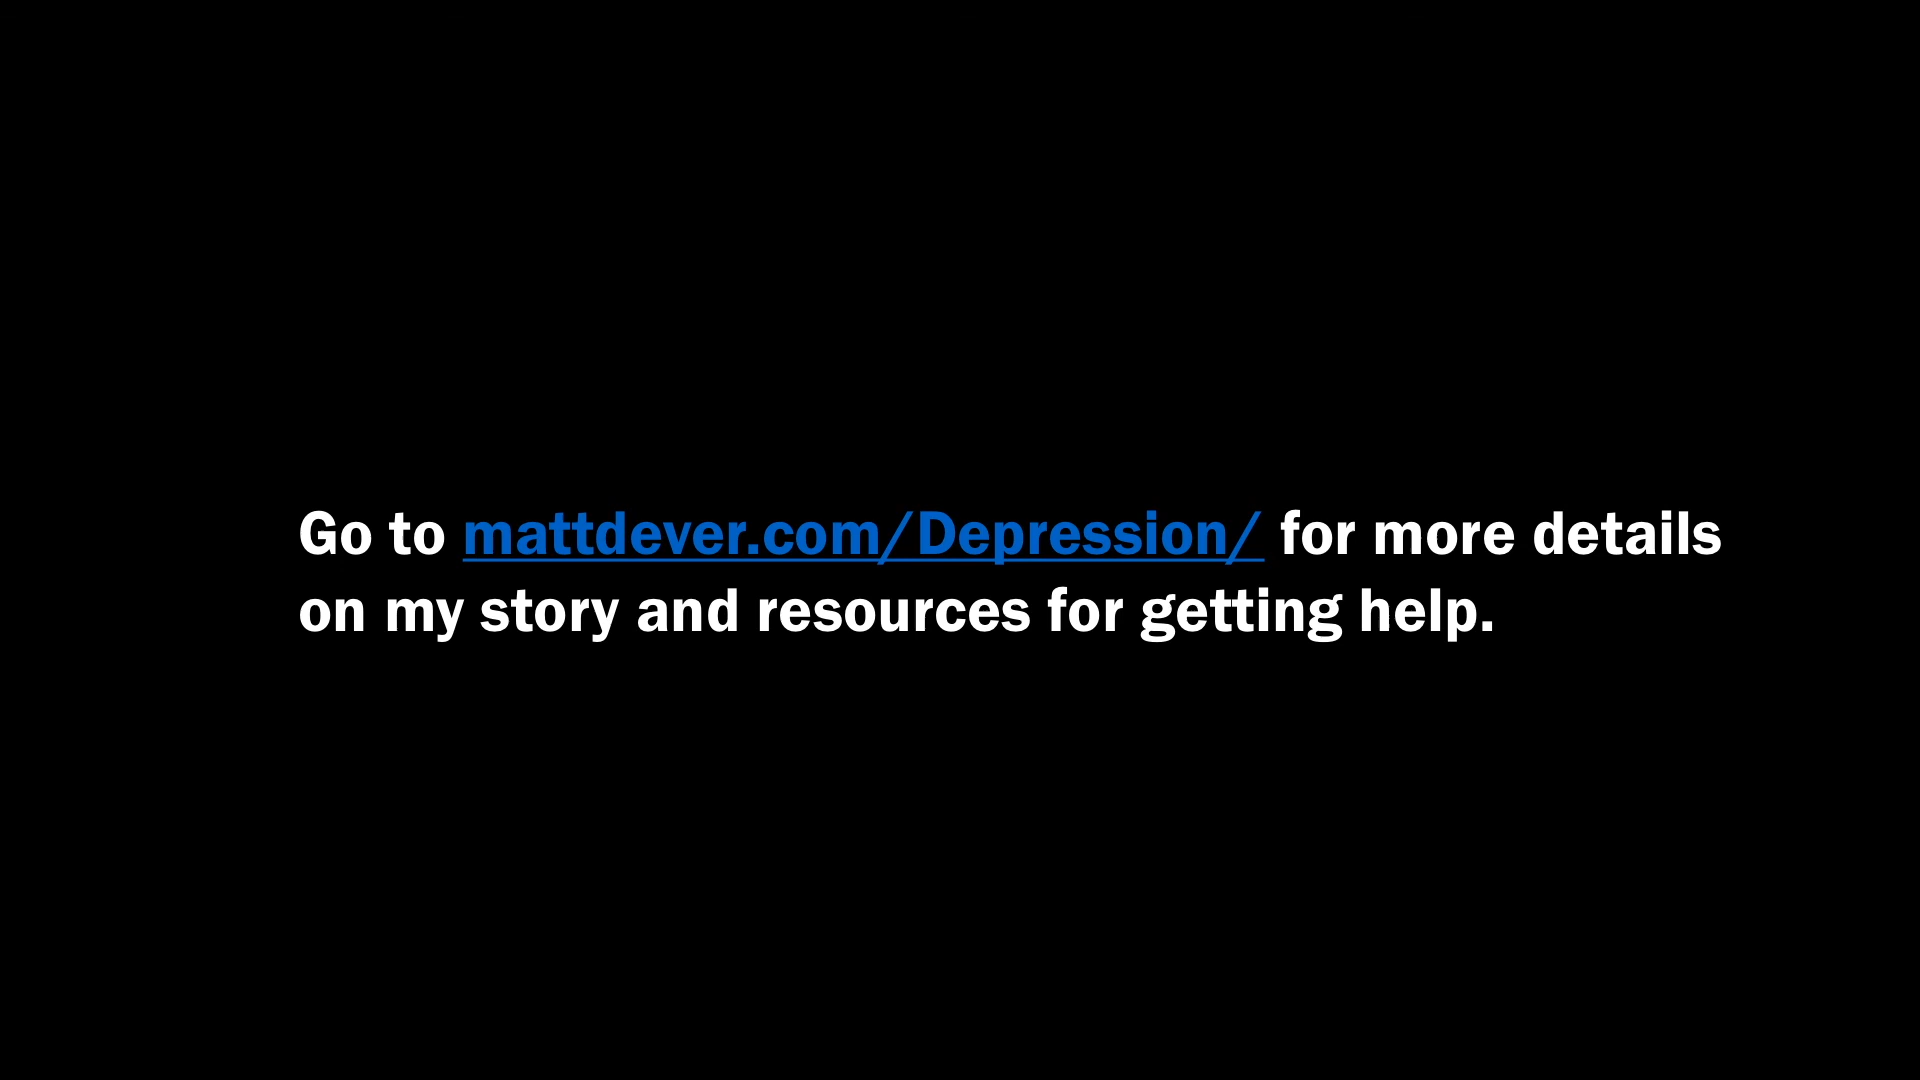 Go to mattdever.com/Depression/ for more details
on my story and resources for getting help.